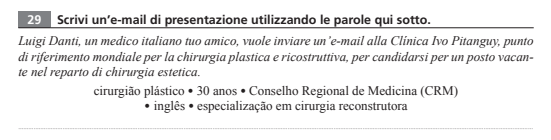 29 Scrivi un'e-mail di presentazione utilizzando le parole qui sotto.
Luigi Danti, un medico italiano tuo amico, vuole inviare un'e-mail alla Clínica Ivo Pitanguy, punto
di riferimento mondiale per la chirurgia plastica e ricostruttiva, per candidarsi per un posto vacan-
te nel reparto di chirurgia estetica.
cirurgião plástico • 30 anos • Conselho Regional de Medicina (CRM)
• inglês • especialização em cirurgia reconstrutora